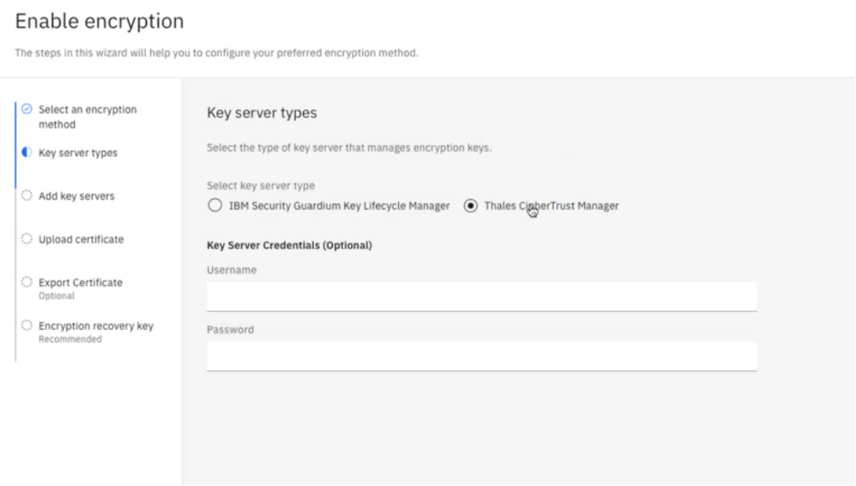 Enable encryption
The steps in this wizard will help you to configure your preferred encryption method.
Select an encryption
method
Key server types
Add key servers
Upload certificate
Export Certificate
Optional
Encryption recovery key
Recommended
Key server types
Select the type of key server that manages encryption keys.
Select key server type
IBM Security Guardium Key Lifecycle Manager
Thales CipherTrust Manager
Key Server Credentials (Optional)
Username
Password